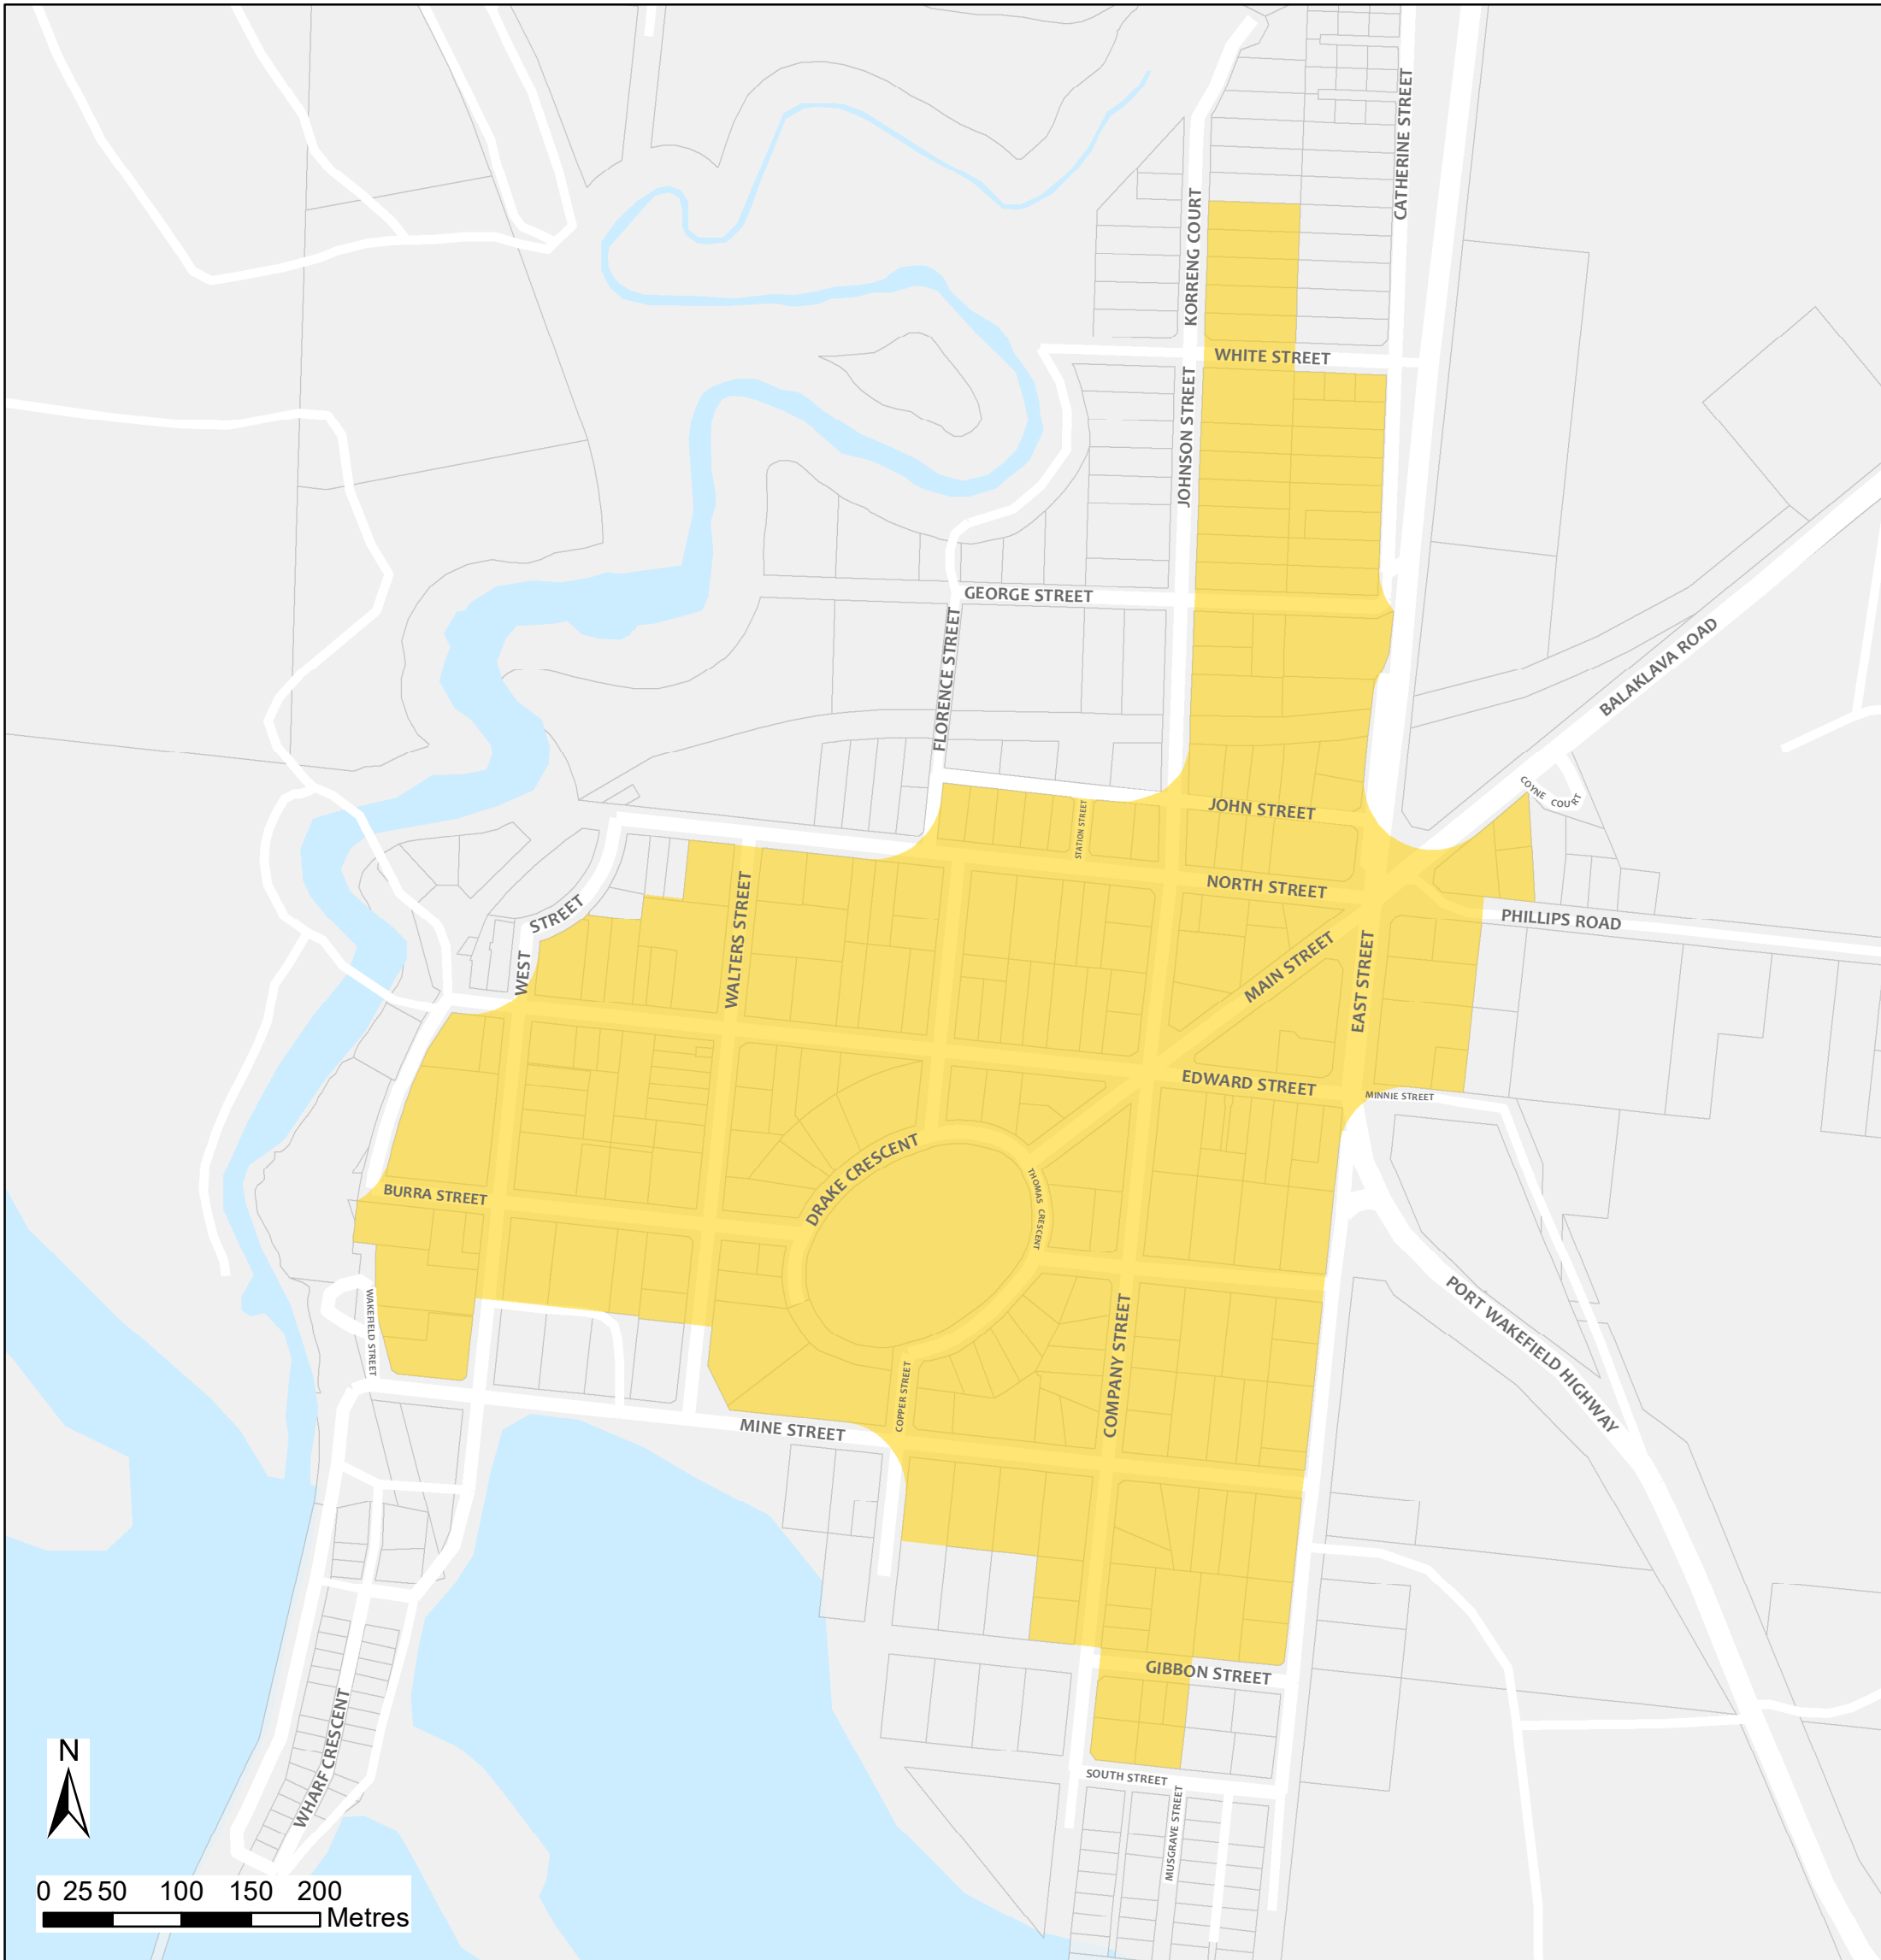 CATHERINE STREET
KORRENG COURT
WHITE STREET
JOHNSON STREET
GEORGE STREET
FLORENCE STREET
BALAKLAVA ROAD
COYNE COURT
JOHN STREET
STATION STREET
NORTH STREET
WALTERS STREET
STREET
WEST
PHILLIPS ROAD
MAIN STREET
EAST STREET
EDWARD STREET
MINNIE STREET
DRAKE CRESCENT
THOMAS CRESCENT
BURRA STREET
WAKEFIELD STREET
PORT WAKEFIELD HIGHWAY
COMPANY STREET
COPPER STREET
MINE STREET
GIBBON STREET
WHARF CRESCENT
SOUTH STREET
MUSGRAVE STREET
N
0 25 50 100 150 200
Metres